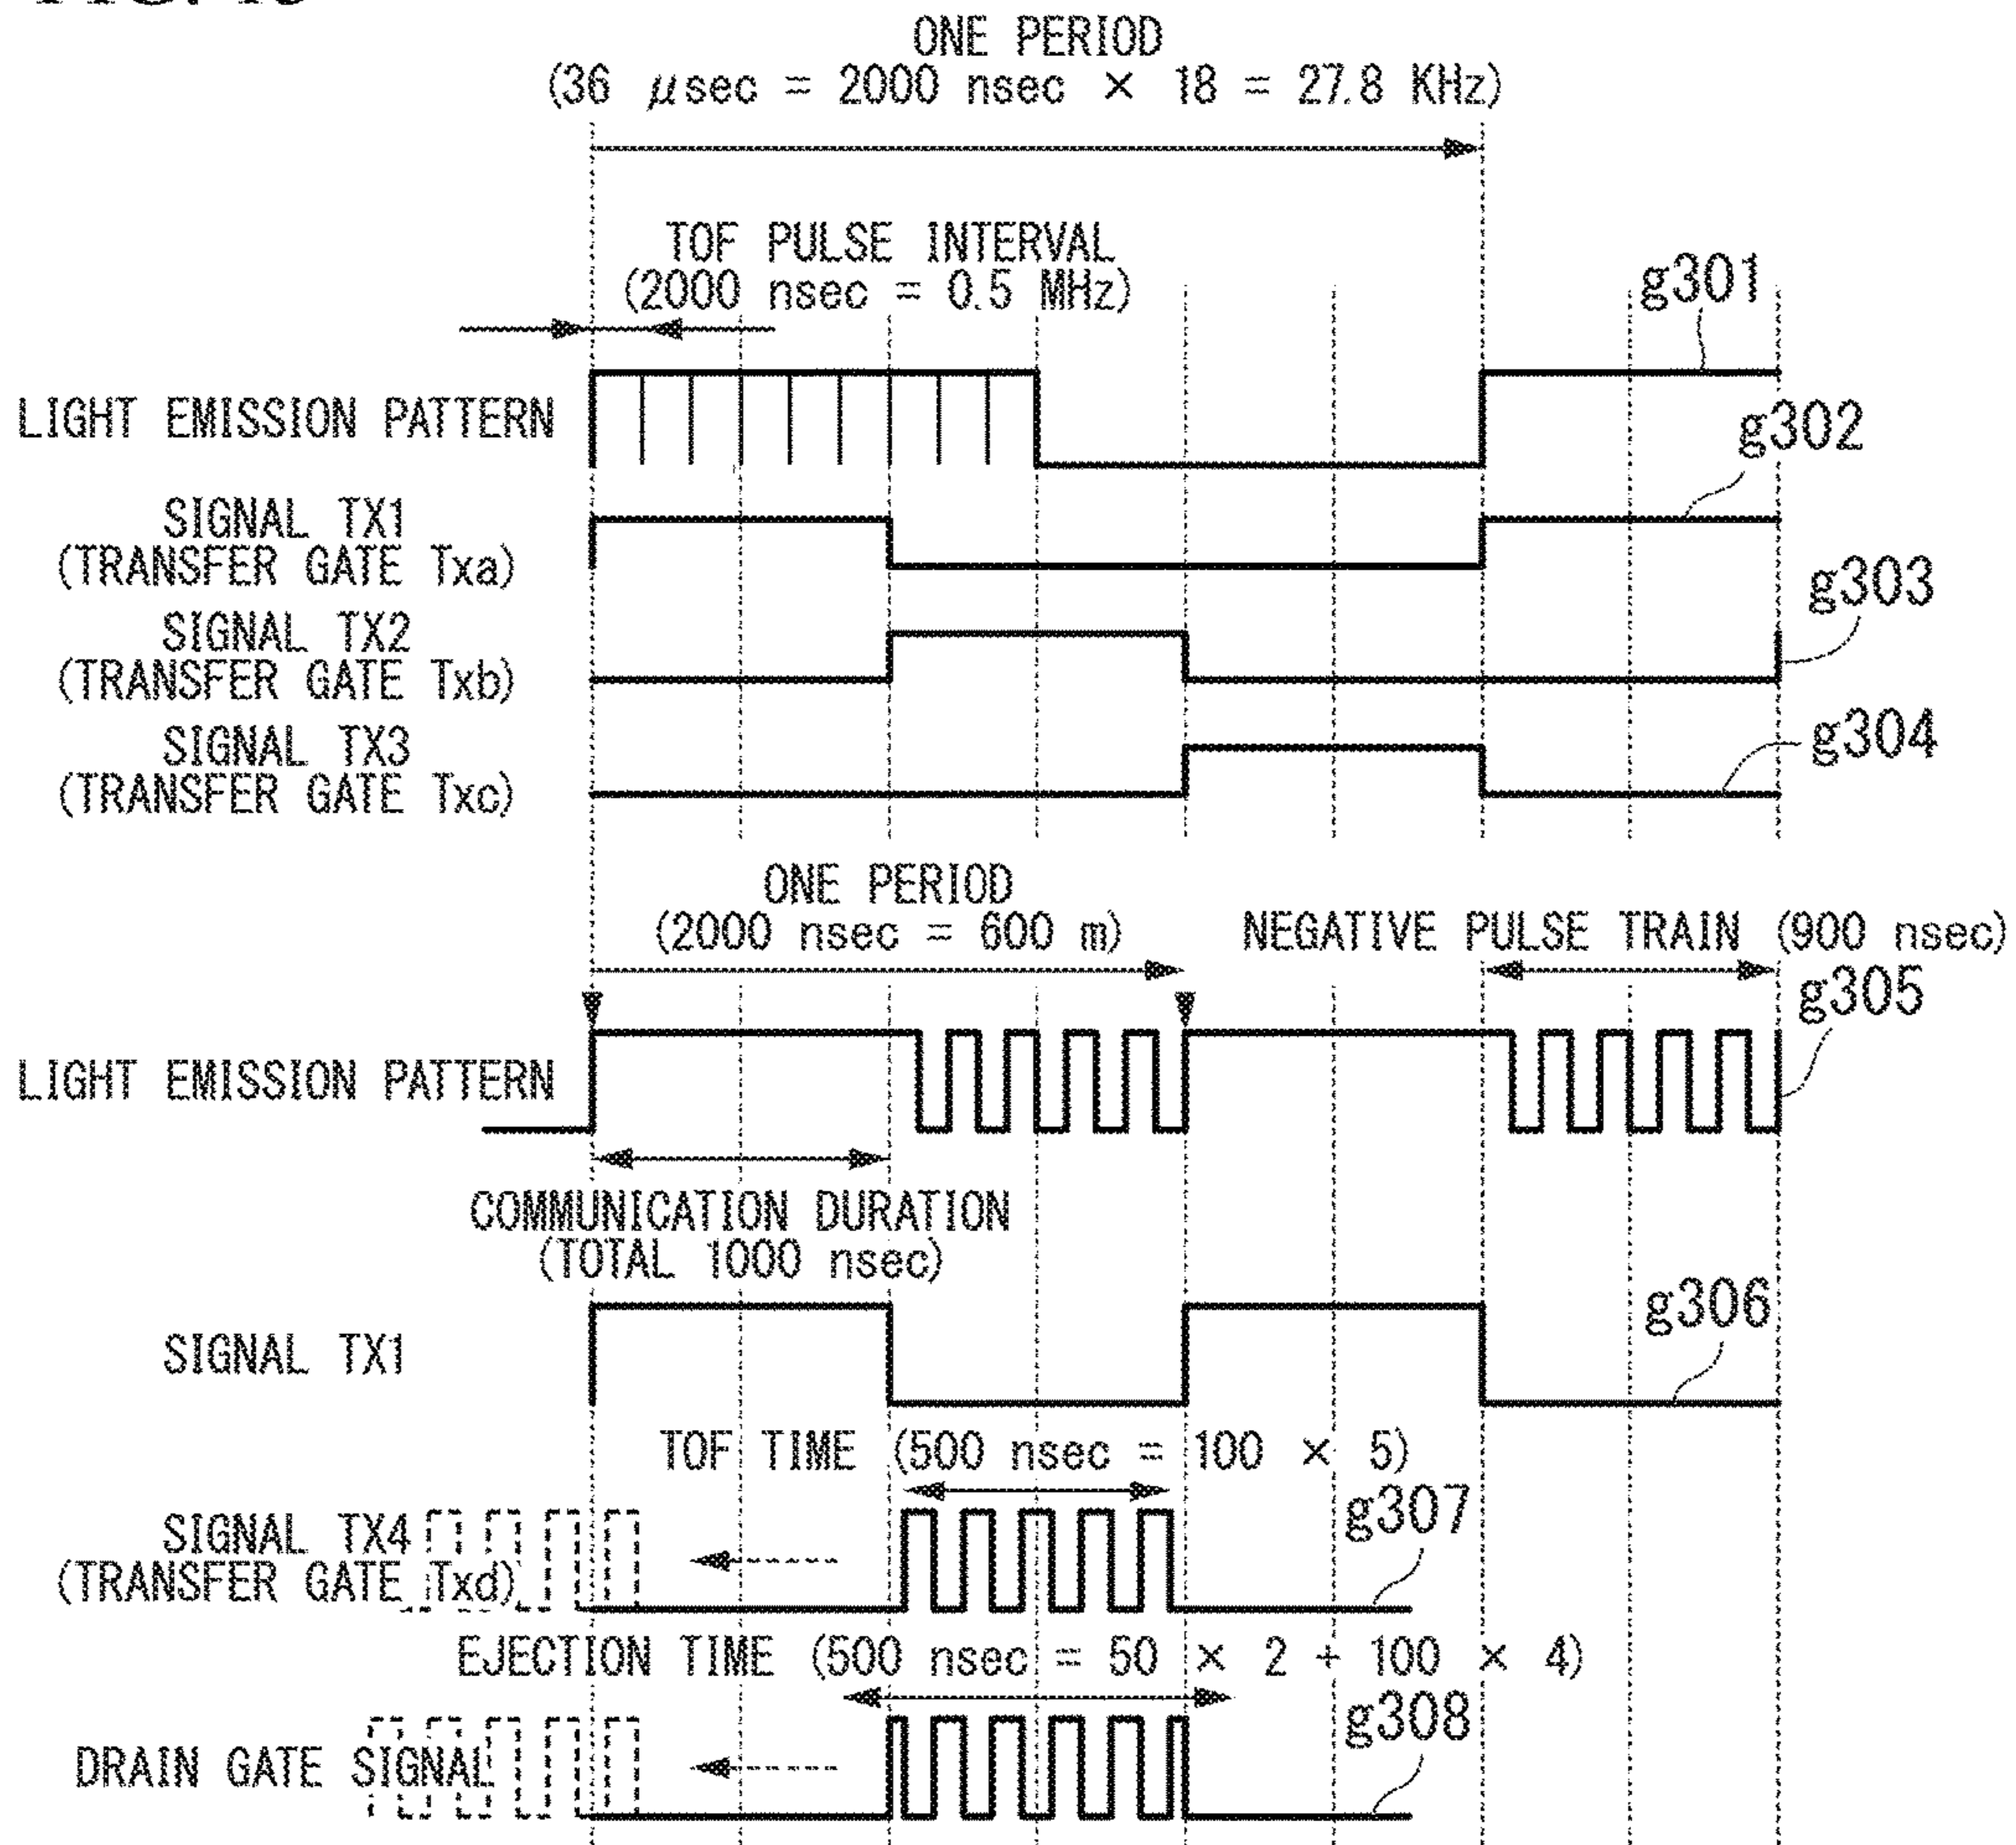 ONE PERIOD
(36 μsec = 2000 nsec × 18 = 27.8 KHz)
TOF PULSE INTERVAL
(2000 nsec = 0.5 MHz)
g301
LIGHT EMISSION PATTERN
g302
SIGNAL TX1
(TRANSFER GATE Txa)
g303
SIGNAL TX2
(TRANSFER GATE Txb)
g304
SIGNAL TX3
(TRANSFER GATE Txc)
ONE PERIOD
(2000 nsec = 600 m)
NEGATIVE PULSE TRAIN (900 nsec)
g305
LIGHT EMISSION PATTERN
COMMUNICATION DURATION
(TOTAL 1000 nsec)
g306
SIGNAL TX1
TOF TIME (500 nsec = 100 × 5)
g307
SIGNAL TX4
(TRANSFER GATE Txd)
EJECTION TIME (500 nsec = 50 × 2 + 100 × 4)
g308
DRAIN GATE SIGNAL